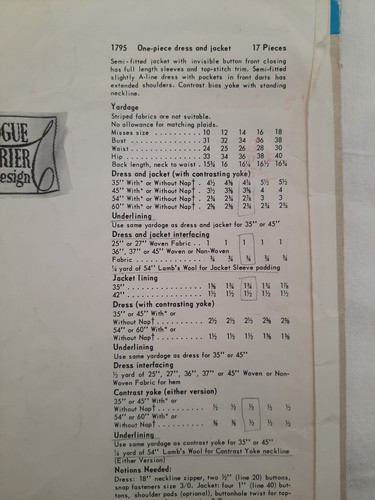 GUE
RIER
esign
1795 One-piece dress and jacket 17 Pieces
Semi-fitted jacket with invisible button front closing
has full length sleeves and top-stitch trim. Semi-fitted
slightly A-line dress with pockets in front darts has
extended shoulders. Contrast bias yoke with standing
neckline.
Yardage
Striped fabrics are not suitable.
No allowance for matching plaids.
Misses size . . . . . . . . . . 10 12 14 16 18
Bust . . . . . . . . . . . . . . 31 32 34 36 38
Waist . . . . . . . . . . . . . 24 25 26 28 30
Hip . . . . . . . . . . . . . . 33 34 36 38 40
Back length, neck to waist . 15¾ 16 16¼ 16½ 16¾
Dress and jacket (with contrasting yoke)
35" With* or Without Nap† . 4½ 4⅝ 4⅞ 5½ 5½
45" With* or Without Nap† . 3½ 3⅝ 3⅝ 4 4
54" With* or Without Nap† . 2¾ 2¾ 2⅞ 3 3
60" With* or Without Nap† . 2⅝ 2⅝ 2¾ 2¾ 2¾
Underlining
Use same yardage as dress and jacket for 35" or 45"
Dress and jacket interfacing
25" or 27" Woven Fabric . . 1 1 1 1 1
36", 37" or 45" Woven or Non-Woven
Fabric . . . . . . . . . . . . . ¾ ¾ ¾ ¾ ¾
¼ yard of 54" Lamb's Wool for Jacket Sleeve padding
Jacket lining
35" . . . . . . . . . . . . . . 1⅝ 1¾ 1¾ 1¾ 1⅞
42" . . . . . . . . . . . . . . 1½ 1½ 1½ 1½ 1½
Dress (with contrasting yoke)
35" or 45" With* or
Without Nap† . . . . . . . . . 2½ 2½ 2½ 2⅝ 2⅝
54" or 60" With* or
Without Nap† . . . . . . . . . 1½ 1½ 1½ 1⅝ 1⅝
Underlining
Use same yardage as dress for 35" or 45"
Dress interfacing
½ yard of 25", 27", 36", 37" or 45" Woven or Non-
Woven Fabric for hem
Contrast yoke (either version)
35" or 45" With* or
Without Nap† . . . . . . . . . ½ ½ ½ ½ ½
54" or 60" With* or
Without Nap† . . . . . . . . . ⅜ ⅜ ½ ½ ½
Underlining
Use same yardage as contrast yoke for 35" or 45"
¼ yard of 54" Lamb's Wool for Contrast Yoke neckline
(Either Version)
Notions Needed:
Dress: 18" neckline zipper, two ½" (line 20) buttons,
snap fasteners size 3/0. Jacket: four 1" (line 40) but-
tons, shoulder pads (optional), buttonhole twist for top